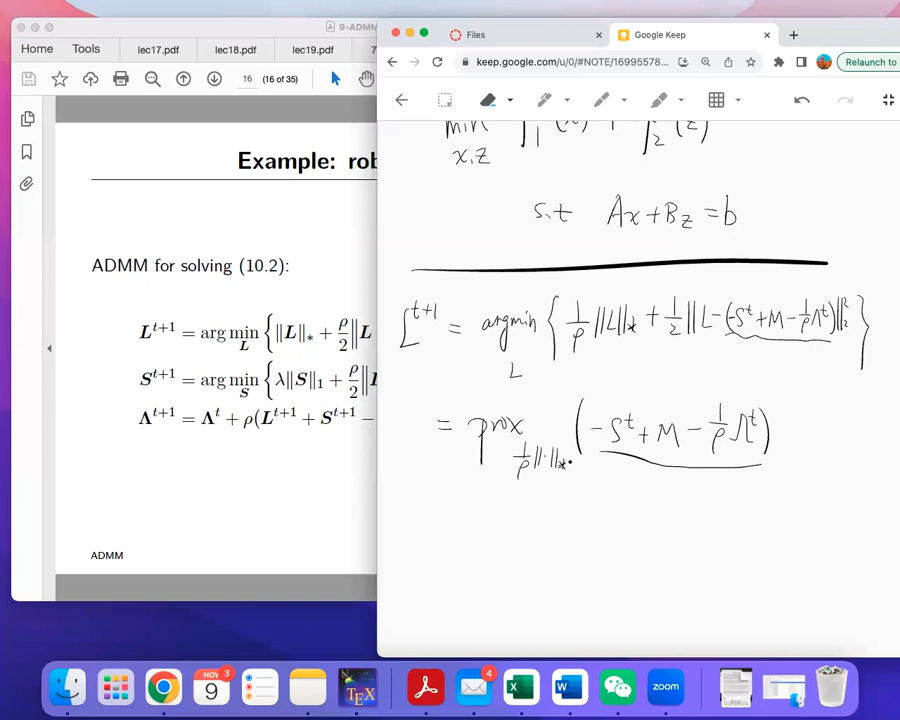 9-ADMM
Home Tools lec17.pdf lec18.pdf lec19.pdf 7
16 (16 of 35)
Example: rob
ADMM for solving (10.2):
L^{t+1} = arg min_L { ‖L‖_* + ρ/2 ‖L
S^{t+1} = arg min_S { λ‖S‖_1 + ρ/2 ‖L
Λ^{t+1} = Λ^t + ρ(L^{t+1} + S^{t+1} −
ADMM
Files
Google Keep
keep.google.com/u/0/#NOTE/16995578...
Relaunch to
min_{x,z} f_1(x) + f_2(z)
s.t Ax + Bz = b
L^{t+1} = argmin_L { 1/ρ ‖L‖_* + 1/2 ‖L − (−S^t + M − 1/ρ Λ^t)‖_2^2 }
= prox_{1/ρ ‖·‖_*} (−S^t + M − 1/ρ Λ^t)
NOV 3
9
TEX
4
zoom